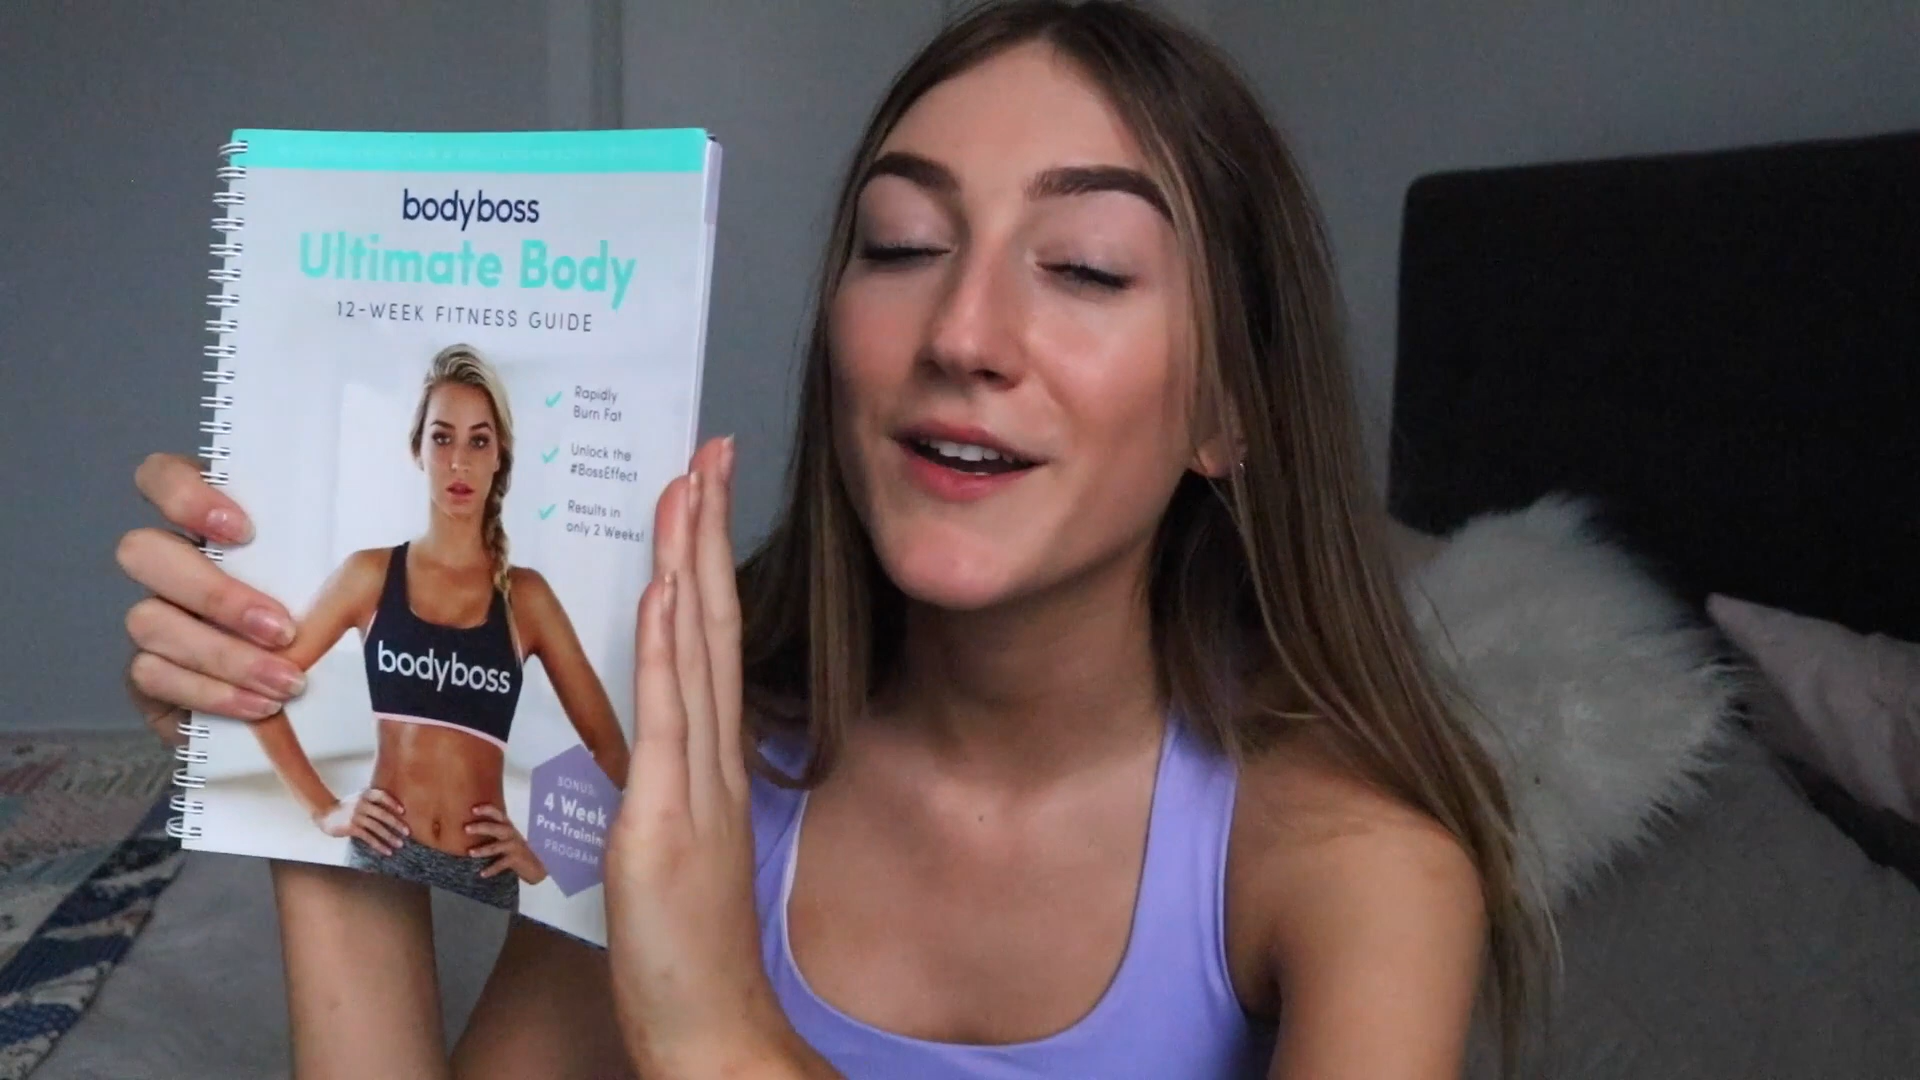 bodyboss
Ultimate Body
12-WEEK FITNESS GUIDE
Rapidly
Burn Fat
Unlock the
#BossEffect
Results in
only 2 Weeks!
bodyboss
BONUS:
4 Week
Pre-Training
PROGRAM